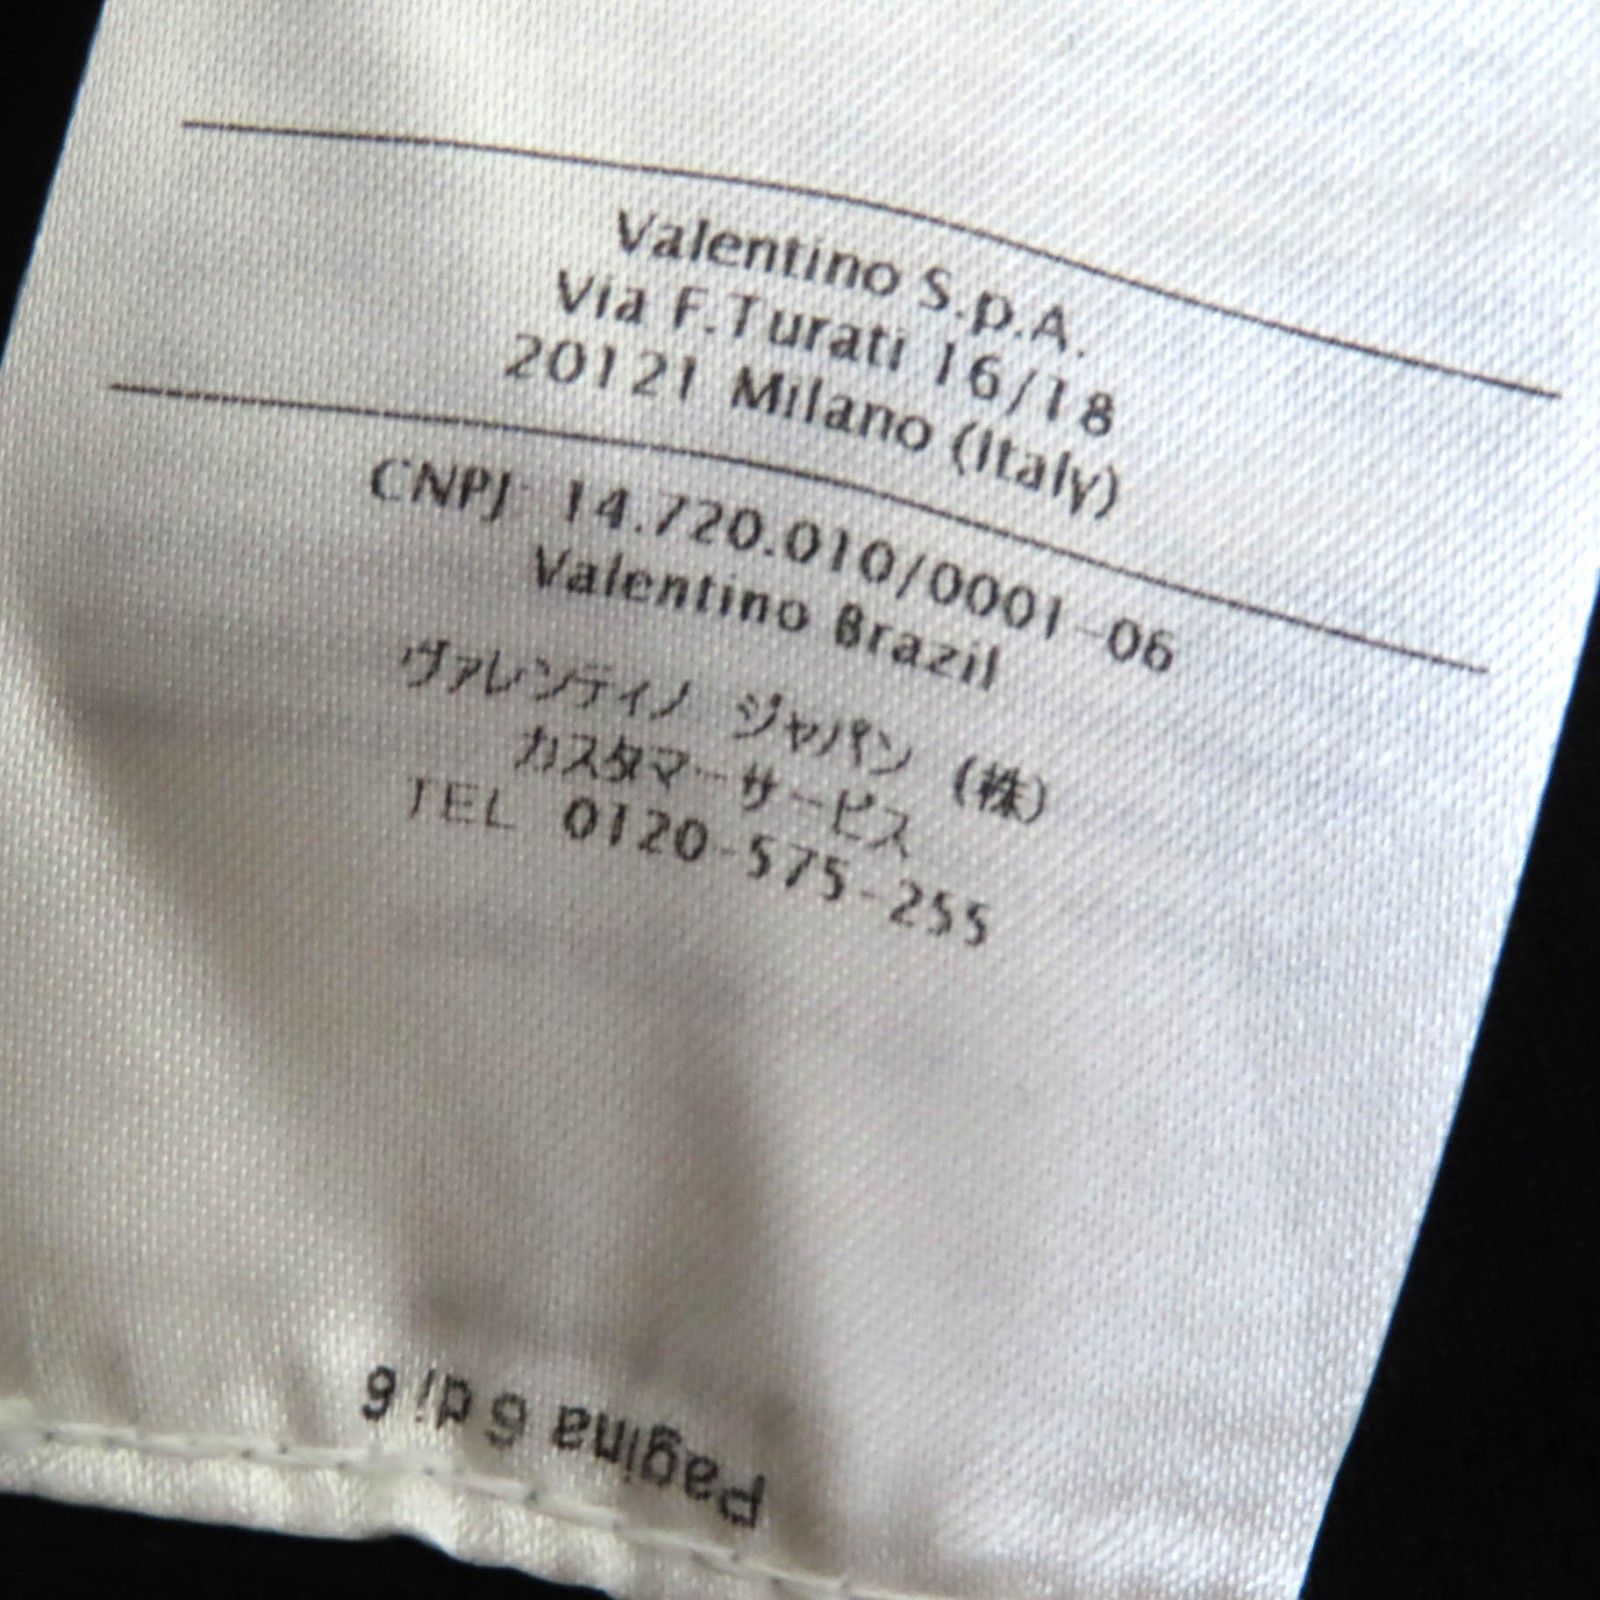 Valentino S.p.A.
Via F.Turati 16/18
20121 Milano (Italy)
CNPJ 14.720.010/0001-06
Valentino Brazil
ヴァレンティノ ジャパン (株)
カスタマーサービス
TEL 0120-575-255
Pagina 6 di 6